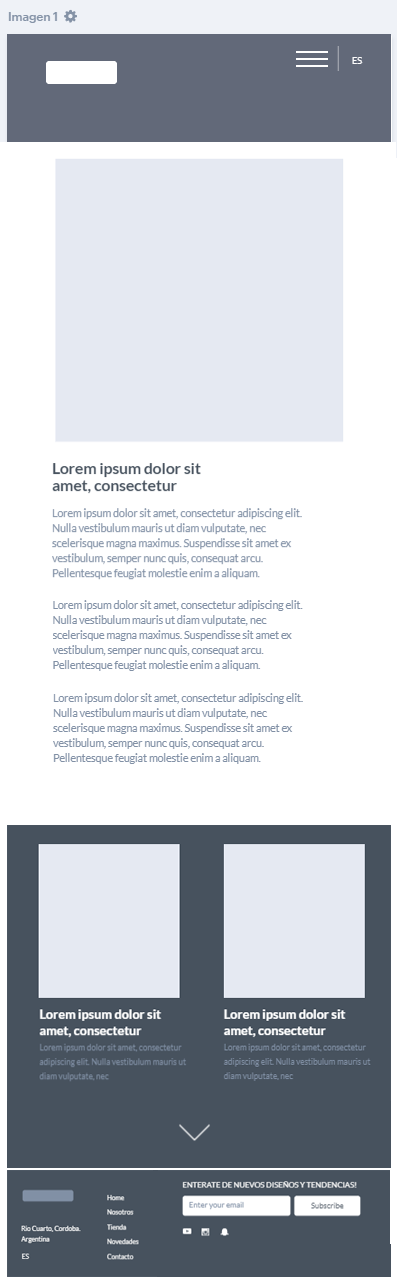 Imagen 1
ES
Lorem ipsum dolor sit
amet, consectetur
Lorem ipsum dolor sit amet, consectetur adipiscing elit.
Nulla vestibulum mauris ut diam vulputate, nec
scelerisque magna maximus. Suspendisse sit amet ex
vestibulum, semper nunc quis, consequat arcu.
Pellentesque feugiat molestie enim a aliquam.
Lorem ipsum dolor sit amet, consectetur adipiscing elit.
Nulla vestibulum mauris ut diam vulputate, nec
scelerisque magna maximus. Suspendisse sit amet ex
vestibulum, semper nunc quis, consequat arcu.
Pellentesque feugiat molestie enim a aliquam.
Lorem ipsum dolor sit amet, consectetur adipiscing elit.
Nulla vestibulum mauris ut diam vulputate, nec
scelerisque magna maximus. Suspendisse sit amet ex
vestibulum, semper nunc quis, consequat arcu.
Pellentesque feugiat molestie enim a aliquam.
Lorem ipsum dolor sit
amet, consectetur
Lorem ipsum dolor sit amet, consectetur
adipiscing elit. Nulla vestibulum mauris ut
diam vulputate, nec
Lorem ipsum dolor sit
amet, consectetur
Lorem ipsum dolor sit amet, consectetur
adipiscing elit. Nulla vestibulum mauris ut
diam vulputate, nec
Río Cuarto, Cordoba.
Argentina
ES
Home
Nosotros
Tienda
Novedades
Contacto
ENTERATE DE NUEVOS DISEÑOS Y TENDENCIAS!
Enter your email
Subscribe